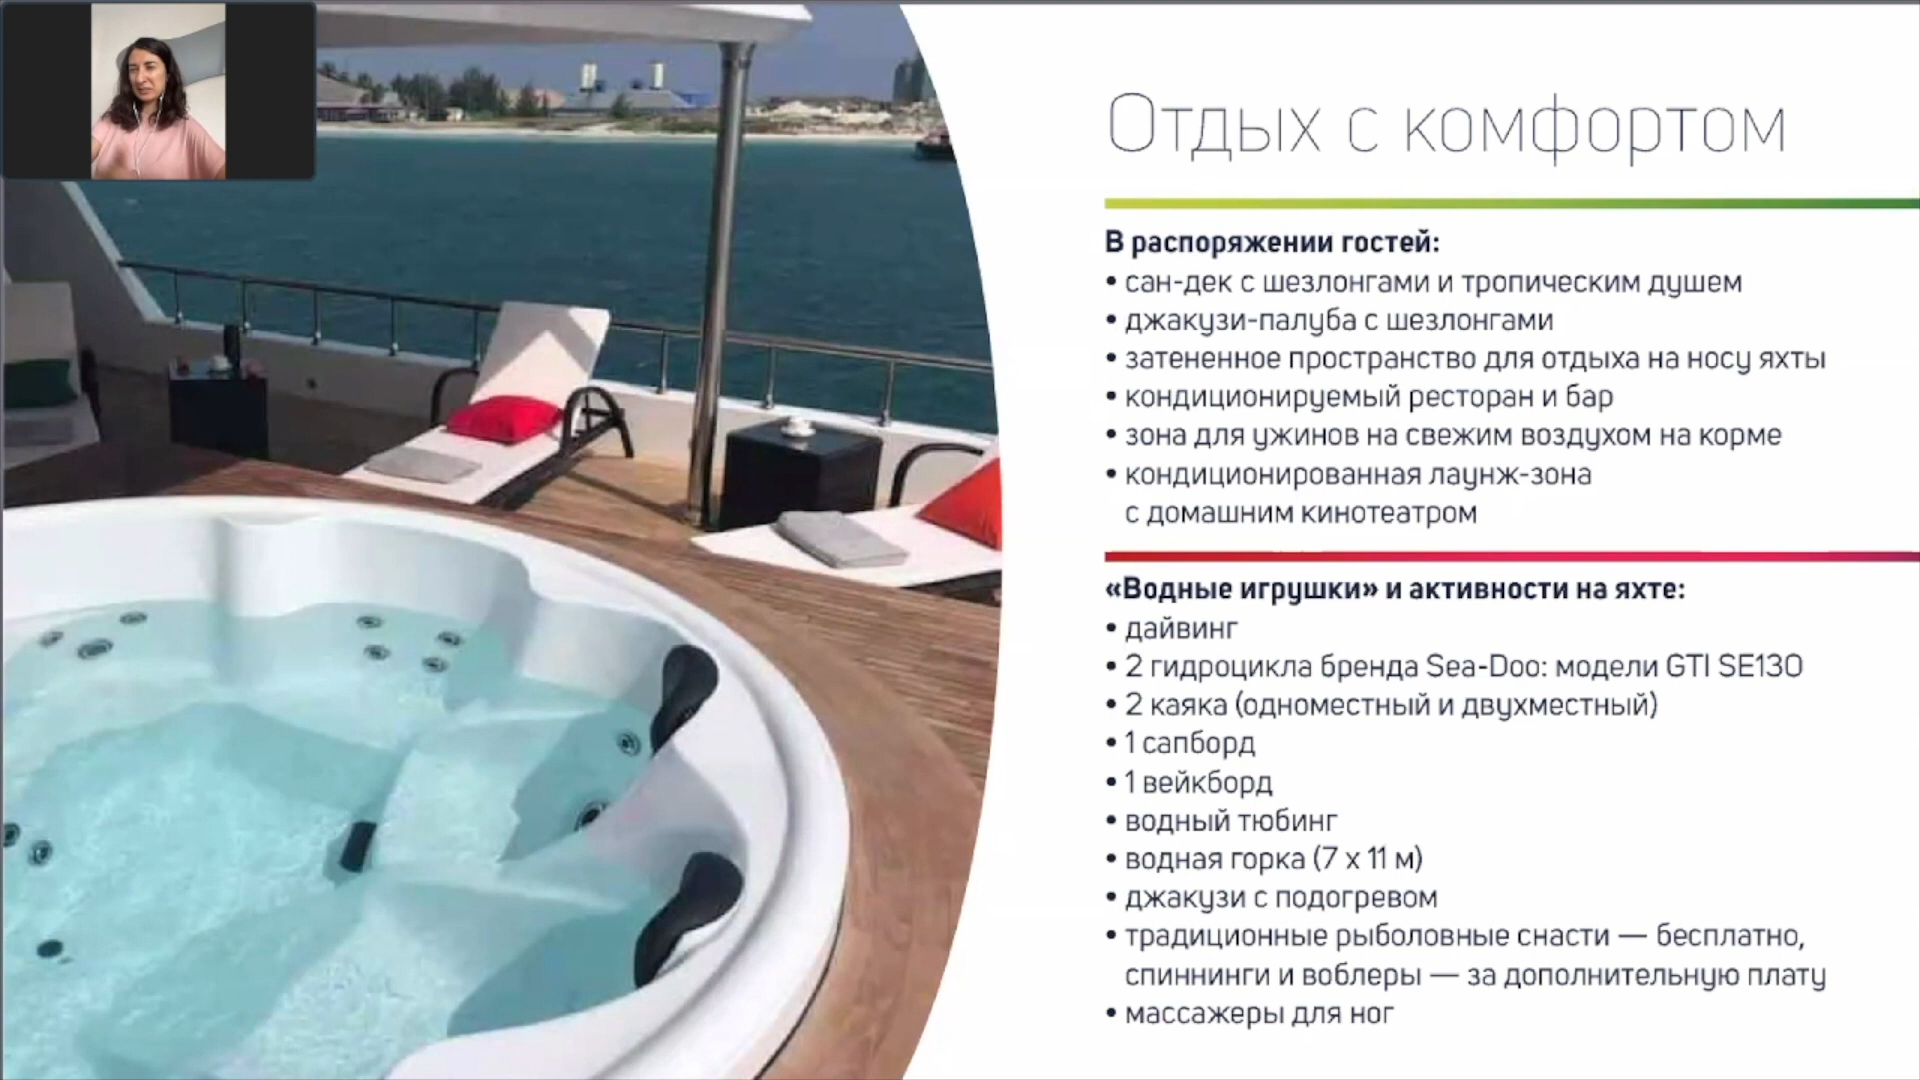 Отдых с комфортом
В распоряжении гостей:
• сан-дек с шезлонгами и тропическим душем
• джакузи-палуба с шезлонгами
• затененное пространство для отдыха на носу яхты
• кондиционируемый ресторан и бар
• зона для ужинов на свежим воздухом на корме
• кондиционированная лаунж-зона
с домашним кинотеатром
«Водные игрушки» и активности на яхте:
• дайвинг
• 2 гидроцикла бренда Sea-Doo: модели GTI SE130
• 2 каяка (одноместный и двухместный)
• 1 сапборд
• 1 вейкборд
• водный тюбинг
• водная горка (7 х 11 м)
• джакузи с подогревом
• традиционные рыболовные снасти — бесплатно,
спиннинги и воблеры — за дополнительную плату
• массажеры для ног